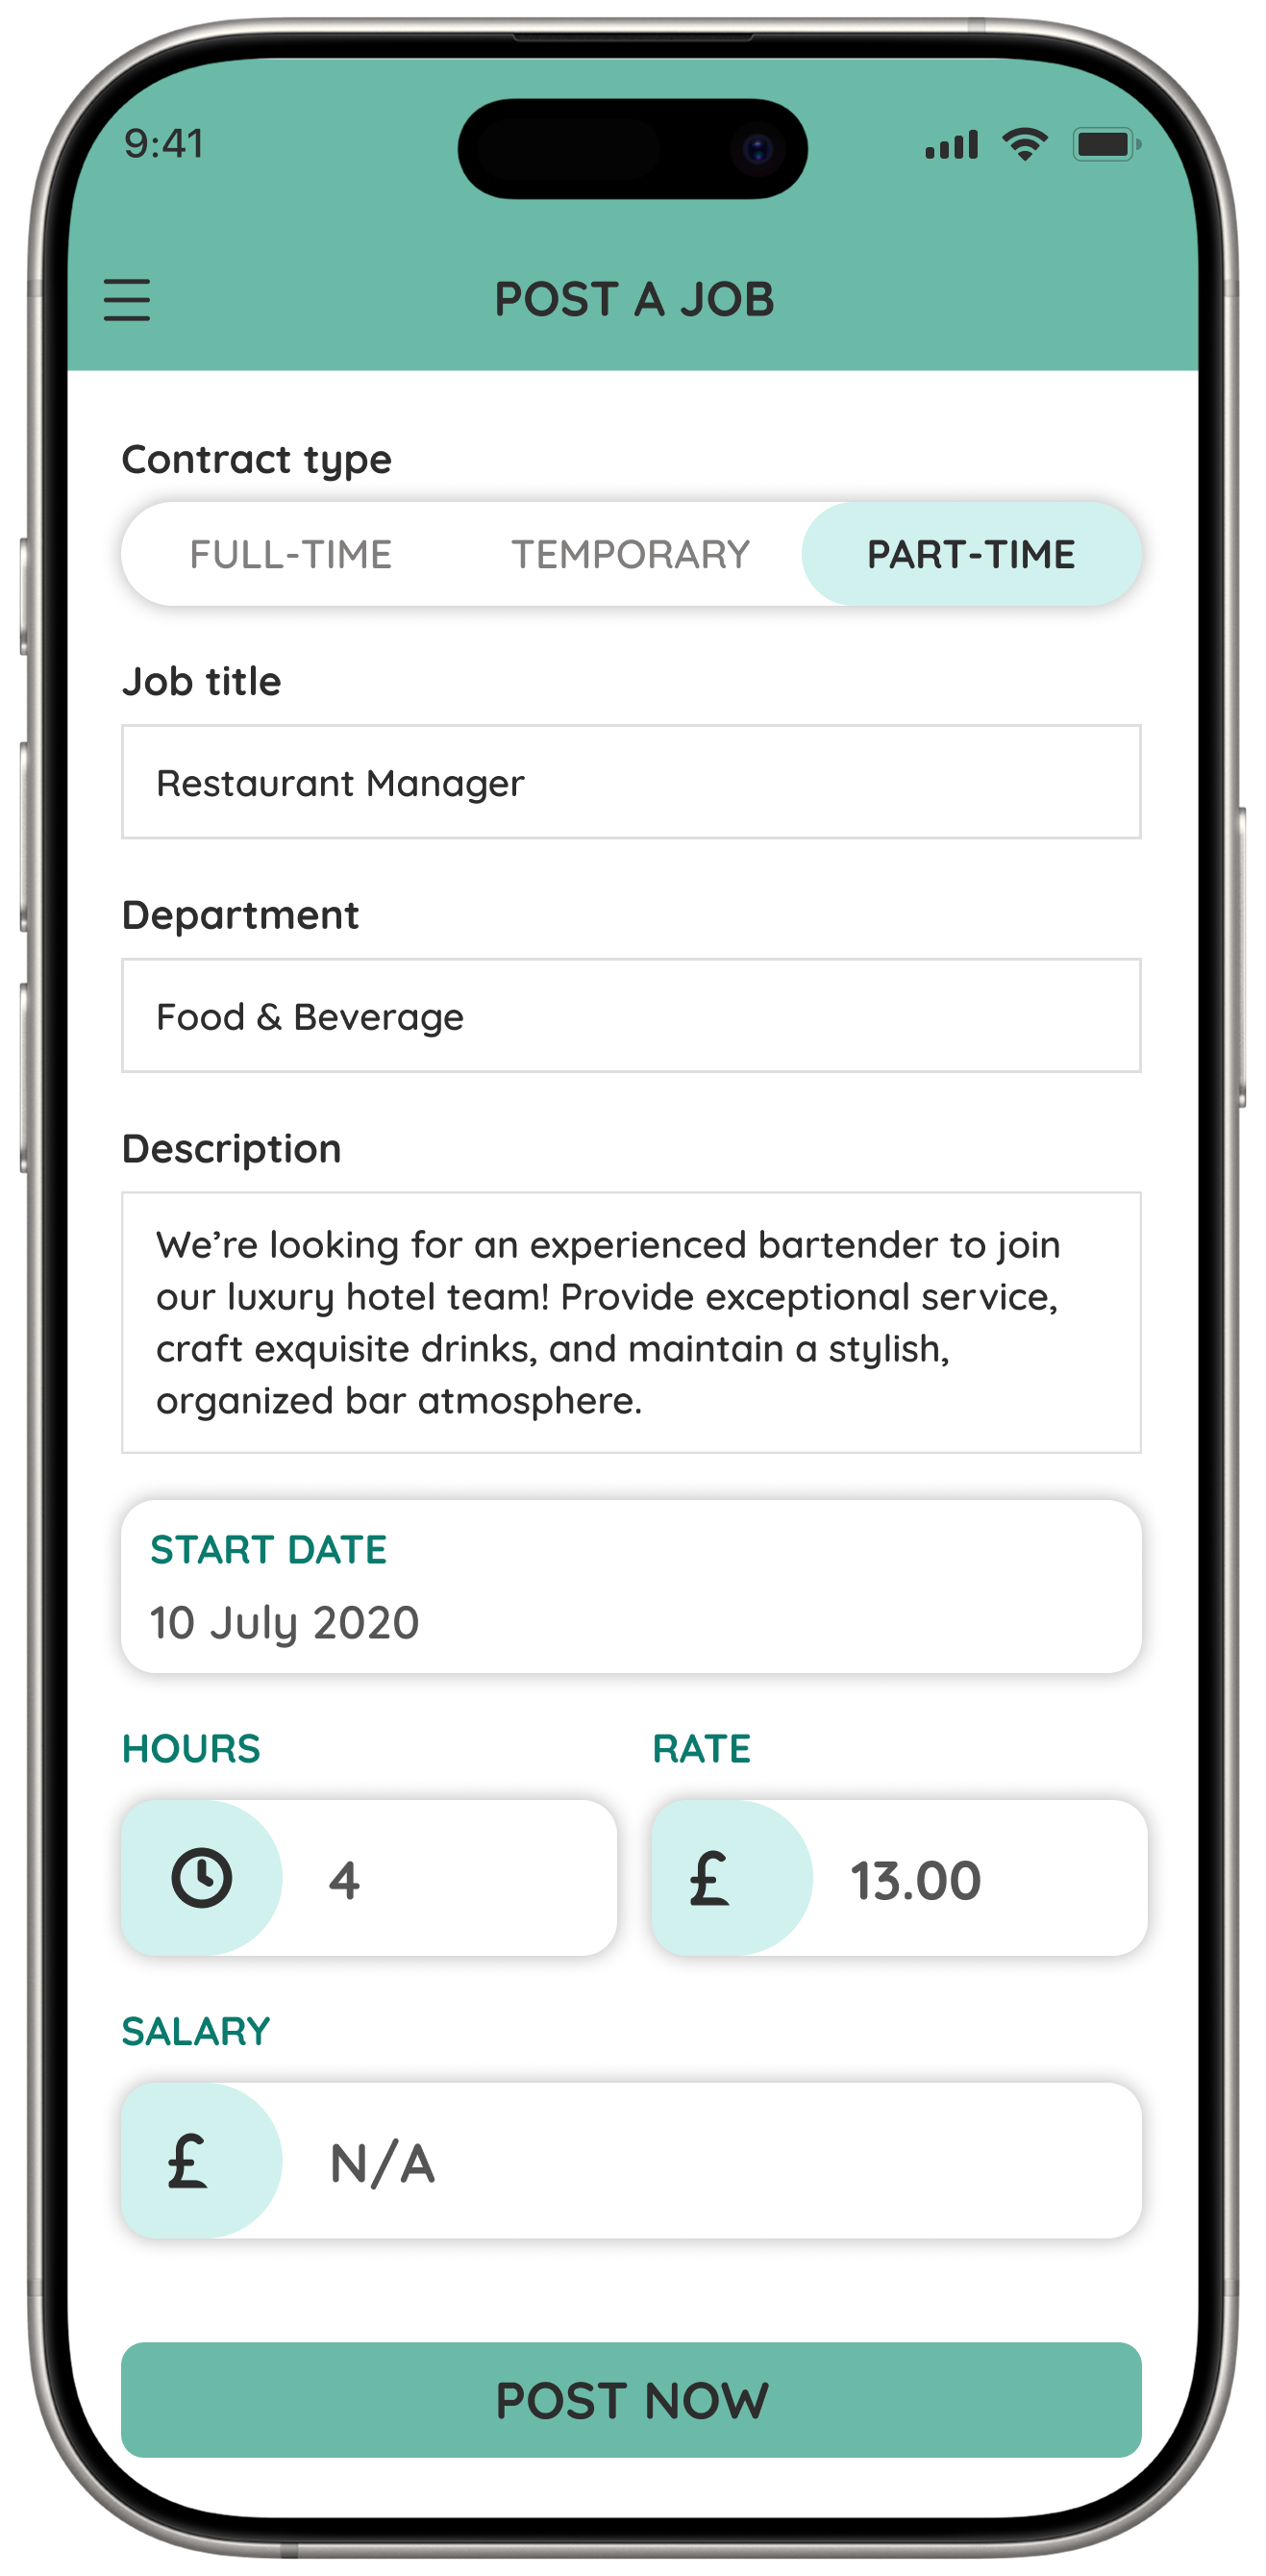 9:41
POST A JOB
Contract type
FULL-TIME TEMPORARY PART-TIME
Job title
Restaurant Manager
Department
Food & Beverage
Description
We’re looking for an experienced bartender to join
our luxury hotel team! Provide exceptional service,
craft exquisite drinks, and maintain a stylish,
organized bar atmosphere.
START DATE
10 July 2020
HOURS RATE
4 £ 13.00
SALARY
£ N/A
POST NOW